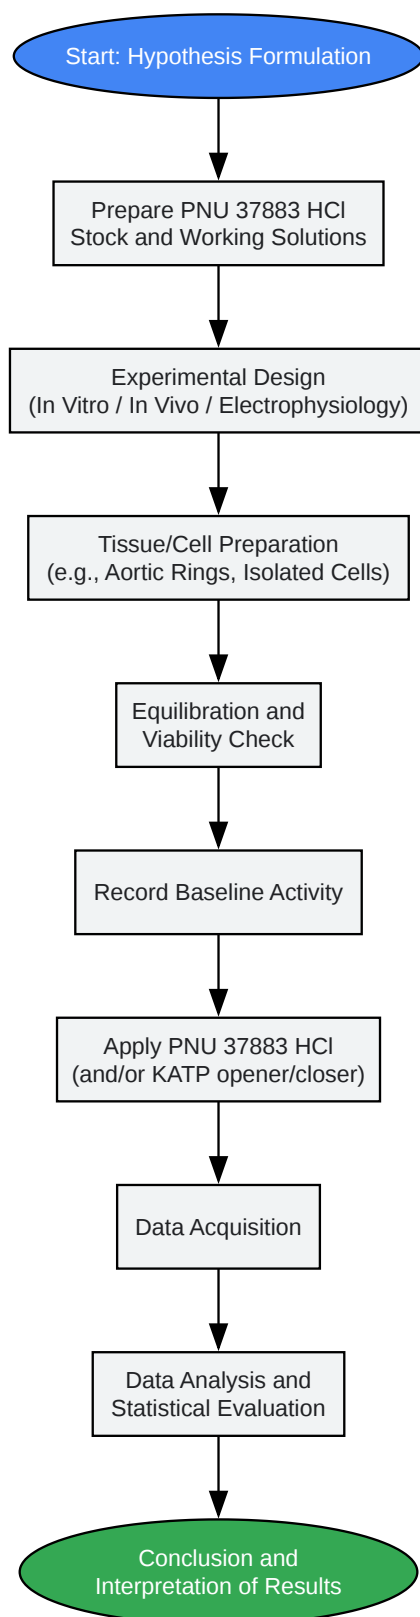 Start: Hypothesis Formulation
Prepare PNU 37883 HCl
Stock and Working Solutions
Experimental Design
(In Vitro / In Vivo / Electrophysiology)
Tissue/Cell Preparation
(e.g., Aortic Rings, Isolated Cells)
Equilibration and
Viability Check
Record Baseline Activity
Apply PNU 37883 HCl
(and/or KATP opener/closer)
Data Acquisition
Data Analysis and
Statistical Evaluation
Conclusion and
Interpretation of Results